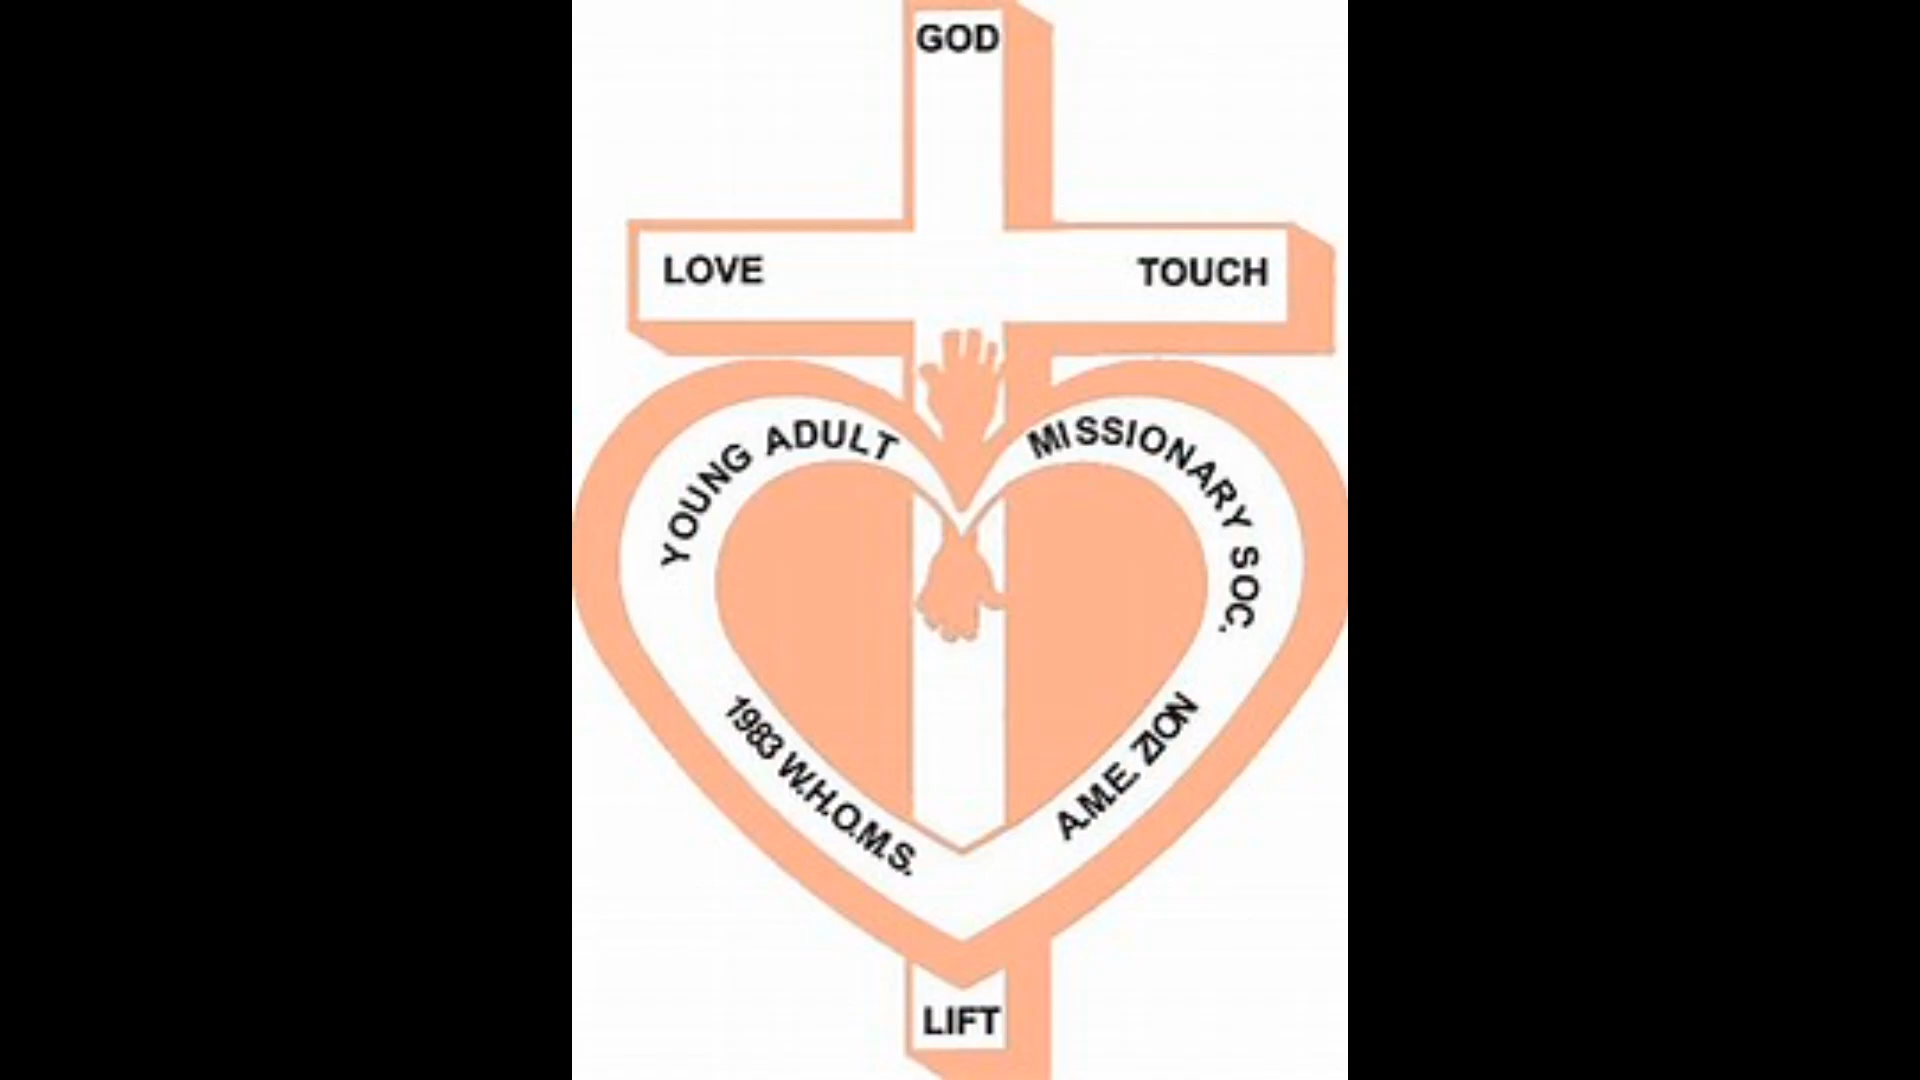 GOD
LOVE
TOUCH
YOUNG ADULT
MISSIONARY SOC.
1983 W.H.O.M.S.
A.M.E. ZION
LIFT